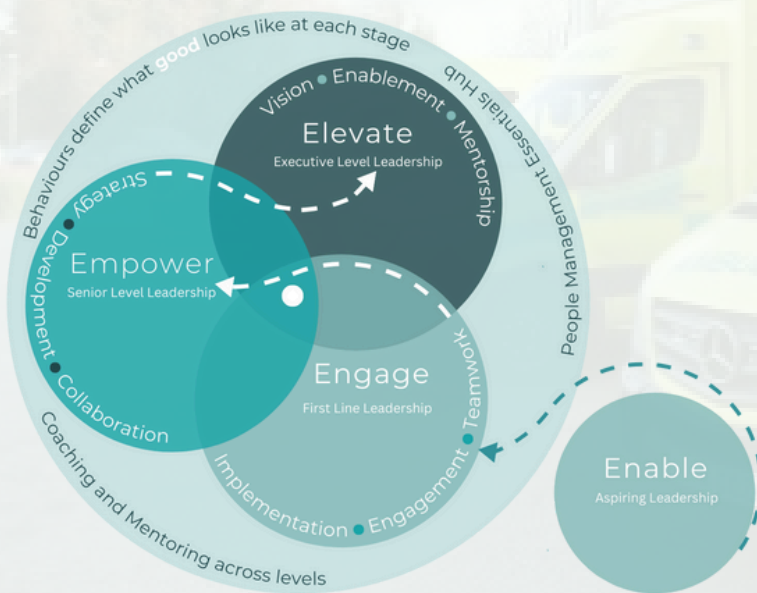 Behaviours define what good looks like at each stage
People Management Essentials Hub
Coaching and Mentoring across levels
Vision • Enablement • Mentorship
Elevate
Executive Level Leadership
Strategy • Development • Collaboration
Empower
Senior Level Leadership
Engage
First Line Leadership
Implementation • Engagement • Teamwork
Enable
Aspiring Leadership